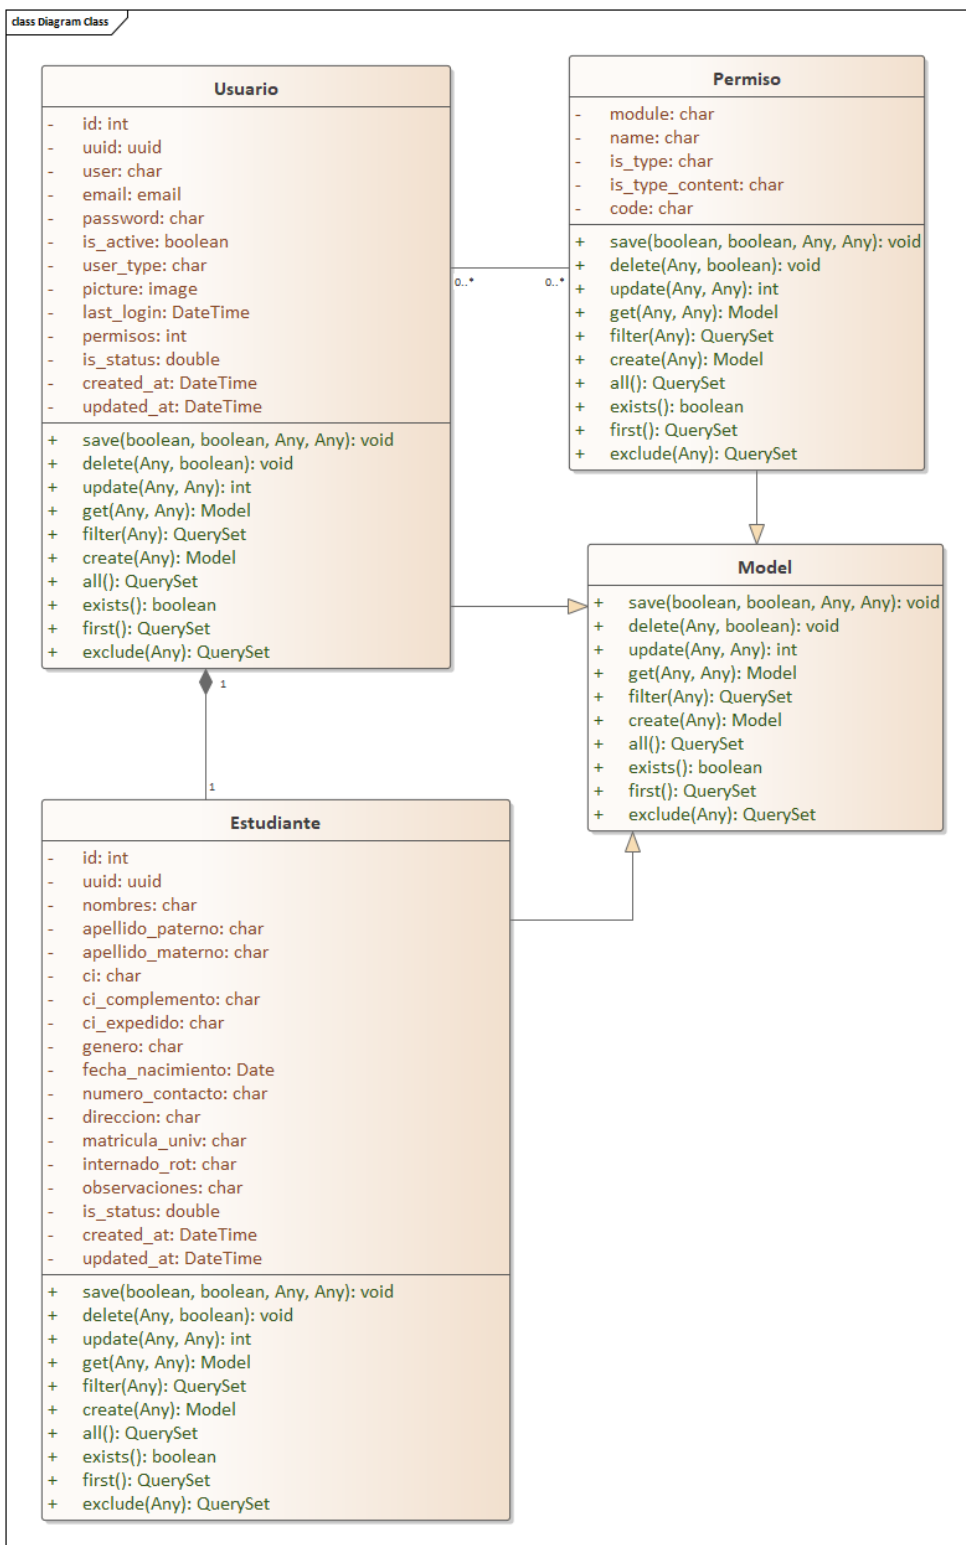 class Diagram Class
Usuario
- id: int
- uuid: uuid
- user: char
- email: email
- password: char
- is_active: boolean
- user_type: char
- picture: image
- last_login: DateTime
- permisos: int
- is_status: double
- created_at: DateTime
- updated_at: DateTime
+ save(boolean, boolean, Any, Any): void
+ delete(Any, boolean): void
+ update(Any, Any): int
+ get(Any, Any): Model
+ filter(Any): QuerySet
+ create(Any): Model
+ all(): QuerySet
+ exists(): boolean
+ first(): QuerySet
+ exclude(Any): QuerySet
Permiso
- module: char
- name: char
- is_type: char
- is_type_content: char
- code: char
+ save(boolean, boolean, Any, Any): void
+ delete(Any, boolean): void
+ update(Any, Any): int
+ get(Any, Any): Model
+ filter(Any): QuerySet
+ create(Any): Model
+ all(): QuerySet
+ exists(): boolean
+ first(): QuerySet
+ exclude(Any): QuerySet
0..*
0..*
Model
+ save(boolean, boolean, Any, Any): void
+ delete(Any, boolean): void
+ update(Any, Any): int
+ get(Any, Any): Model
+ filter(Any): QuerySet
+ create(Any): Model
+ all(): QuerySet
+ exists(): boolean
+ first(): QuerySet
+ exclude(Any): QuerySet
1
1
Estudiante
- id: int
- uuid: uuid
- nombres: char
- apellido_paterno: char
- apellido_materno: char
- ci: char
- ci_complemento: char
- ci_expedido: char
- genero: char
- fecha_nacimiento: Date
- numero_contacto: char
- direccion: char
- matricula_univ: char
- internado_rot: char
- observaciones: char
- is_status: double
- created_at: DateTime
- updated_at: DateTime
+ save(boolean, boolean, Any, Any): void
+ delete(Any, boolean): void
+ update(Any, Any): int
+ get(Any, Any): Model
+ filter(Any): QuerySet
+ create(Any): Model
+ all(): QuerySet
+ exists(): boolean
+ first(): QuerySet
+ exclude(Any): QuerySet